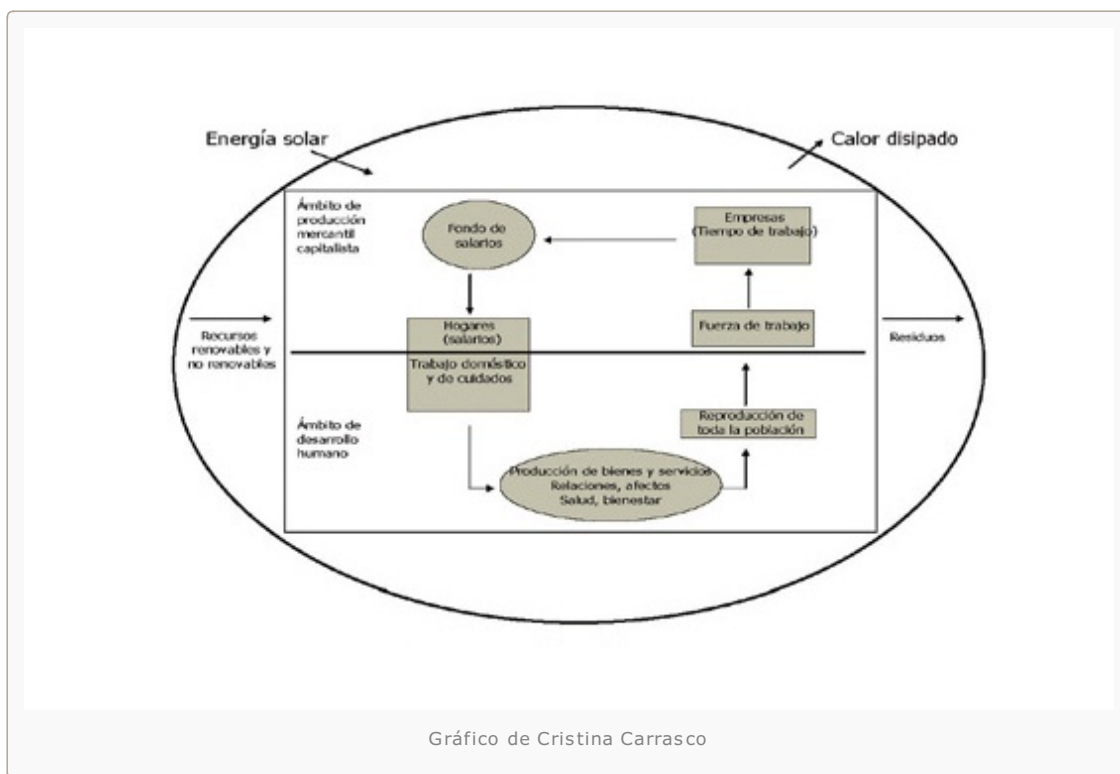 Energía solar
Calor disipado
Ámbito de
producción
mercantil
capitalista
Fondo de
salarios
Empresas
(Tiempo de trabajo)
Recursos
renovables y
no renovables
Hogares
(salarios)
Fuerza de trabajo
Residuos
Trabajo doméstico
y de cuidados
Ámbito de
desarrollo
humano
Reproducción de
toda la población
Producción de bienes y servicios
Relaciones, afectos
Salud, bienestar
Gráfico de Cristina Carrasco